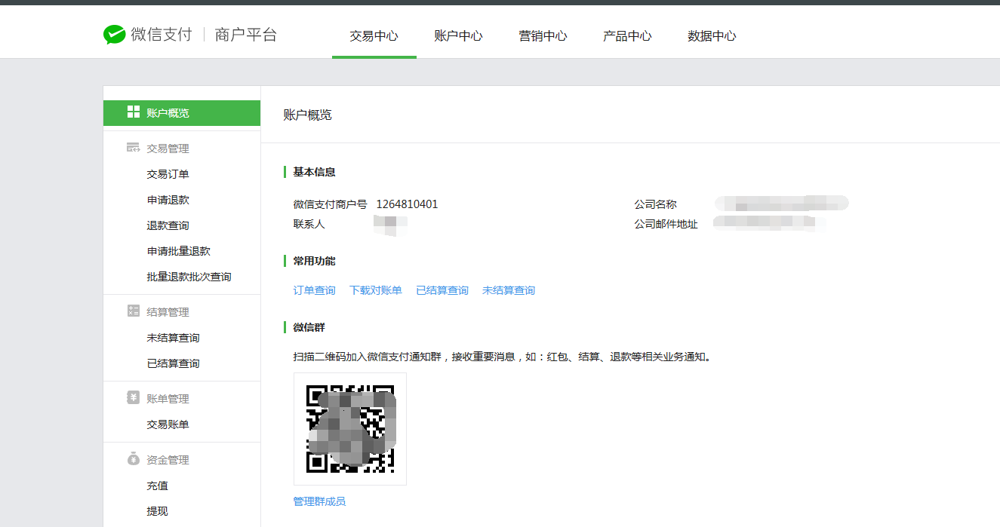 微信支付 商户平台 交易中心 账户中心 营销中心 产品中心 数据中心
账户概览
交易管理
交易订单
申请退款
退款查询
申请批量退款
批量退款批次查询
结算管理
未结算查询
已结算查询
账单管理
交易账单
资金管理
充值
提现
账户概览
基本信息
微信支付商户号 1264810401 公司名称
联系人 公司邮件地址
常用功能
订单查询 下载对账单 已结算查询 未结算查询
微信群
扫描二维码加入微信支付通知群，接收重要消息，如：红包、结算、退款等相关业务通知。
管理群成员